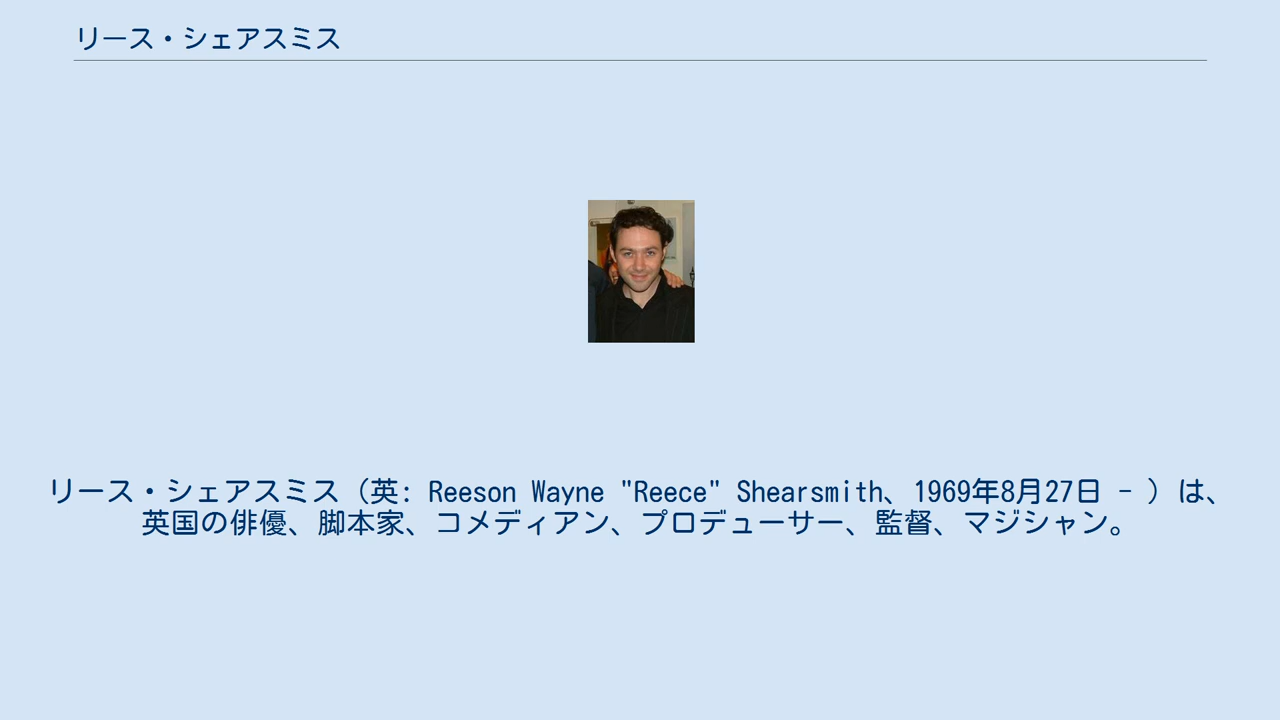 リース・シェアスミス
リース・シェアスミス（英: Reeson Wayne "Reece" Shearsmith、1969年8月27日 - ）は、
英国の俳優、脚本家、コメディアン、プロデューサー、監督、マジシャン。